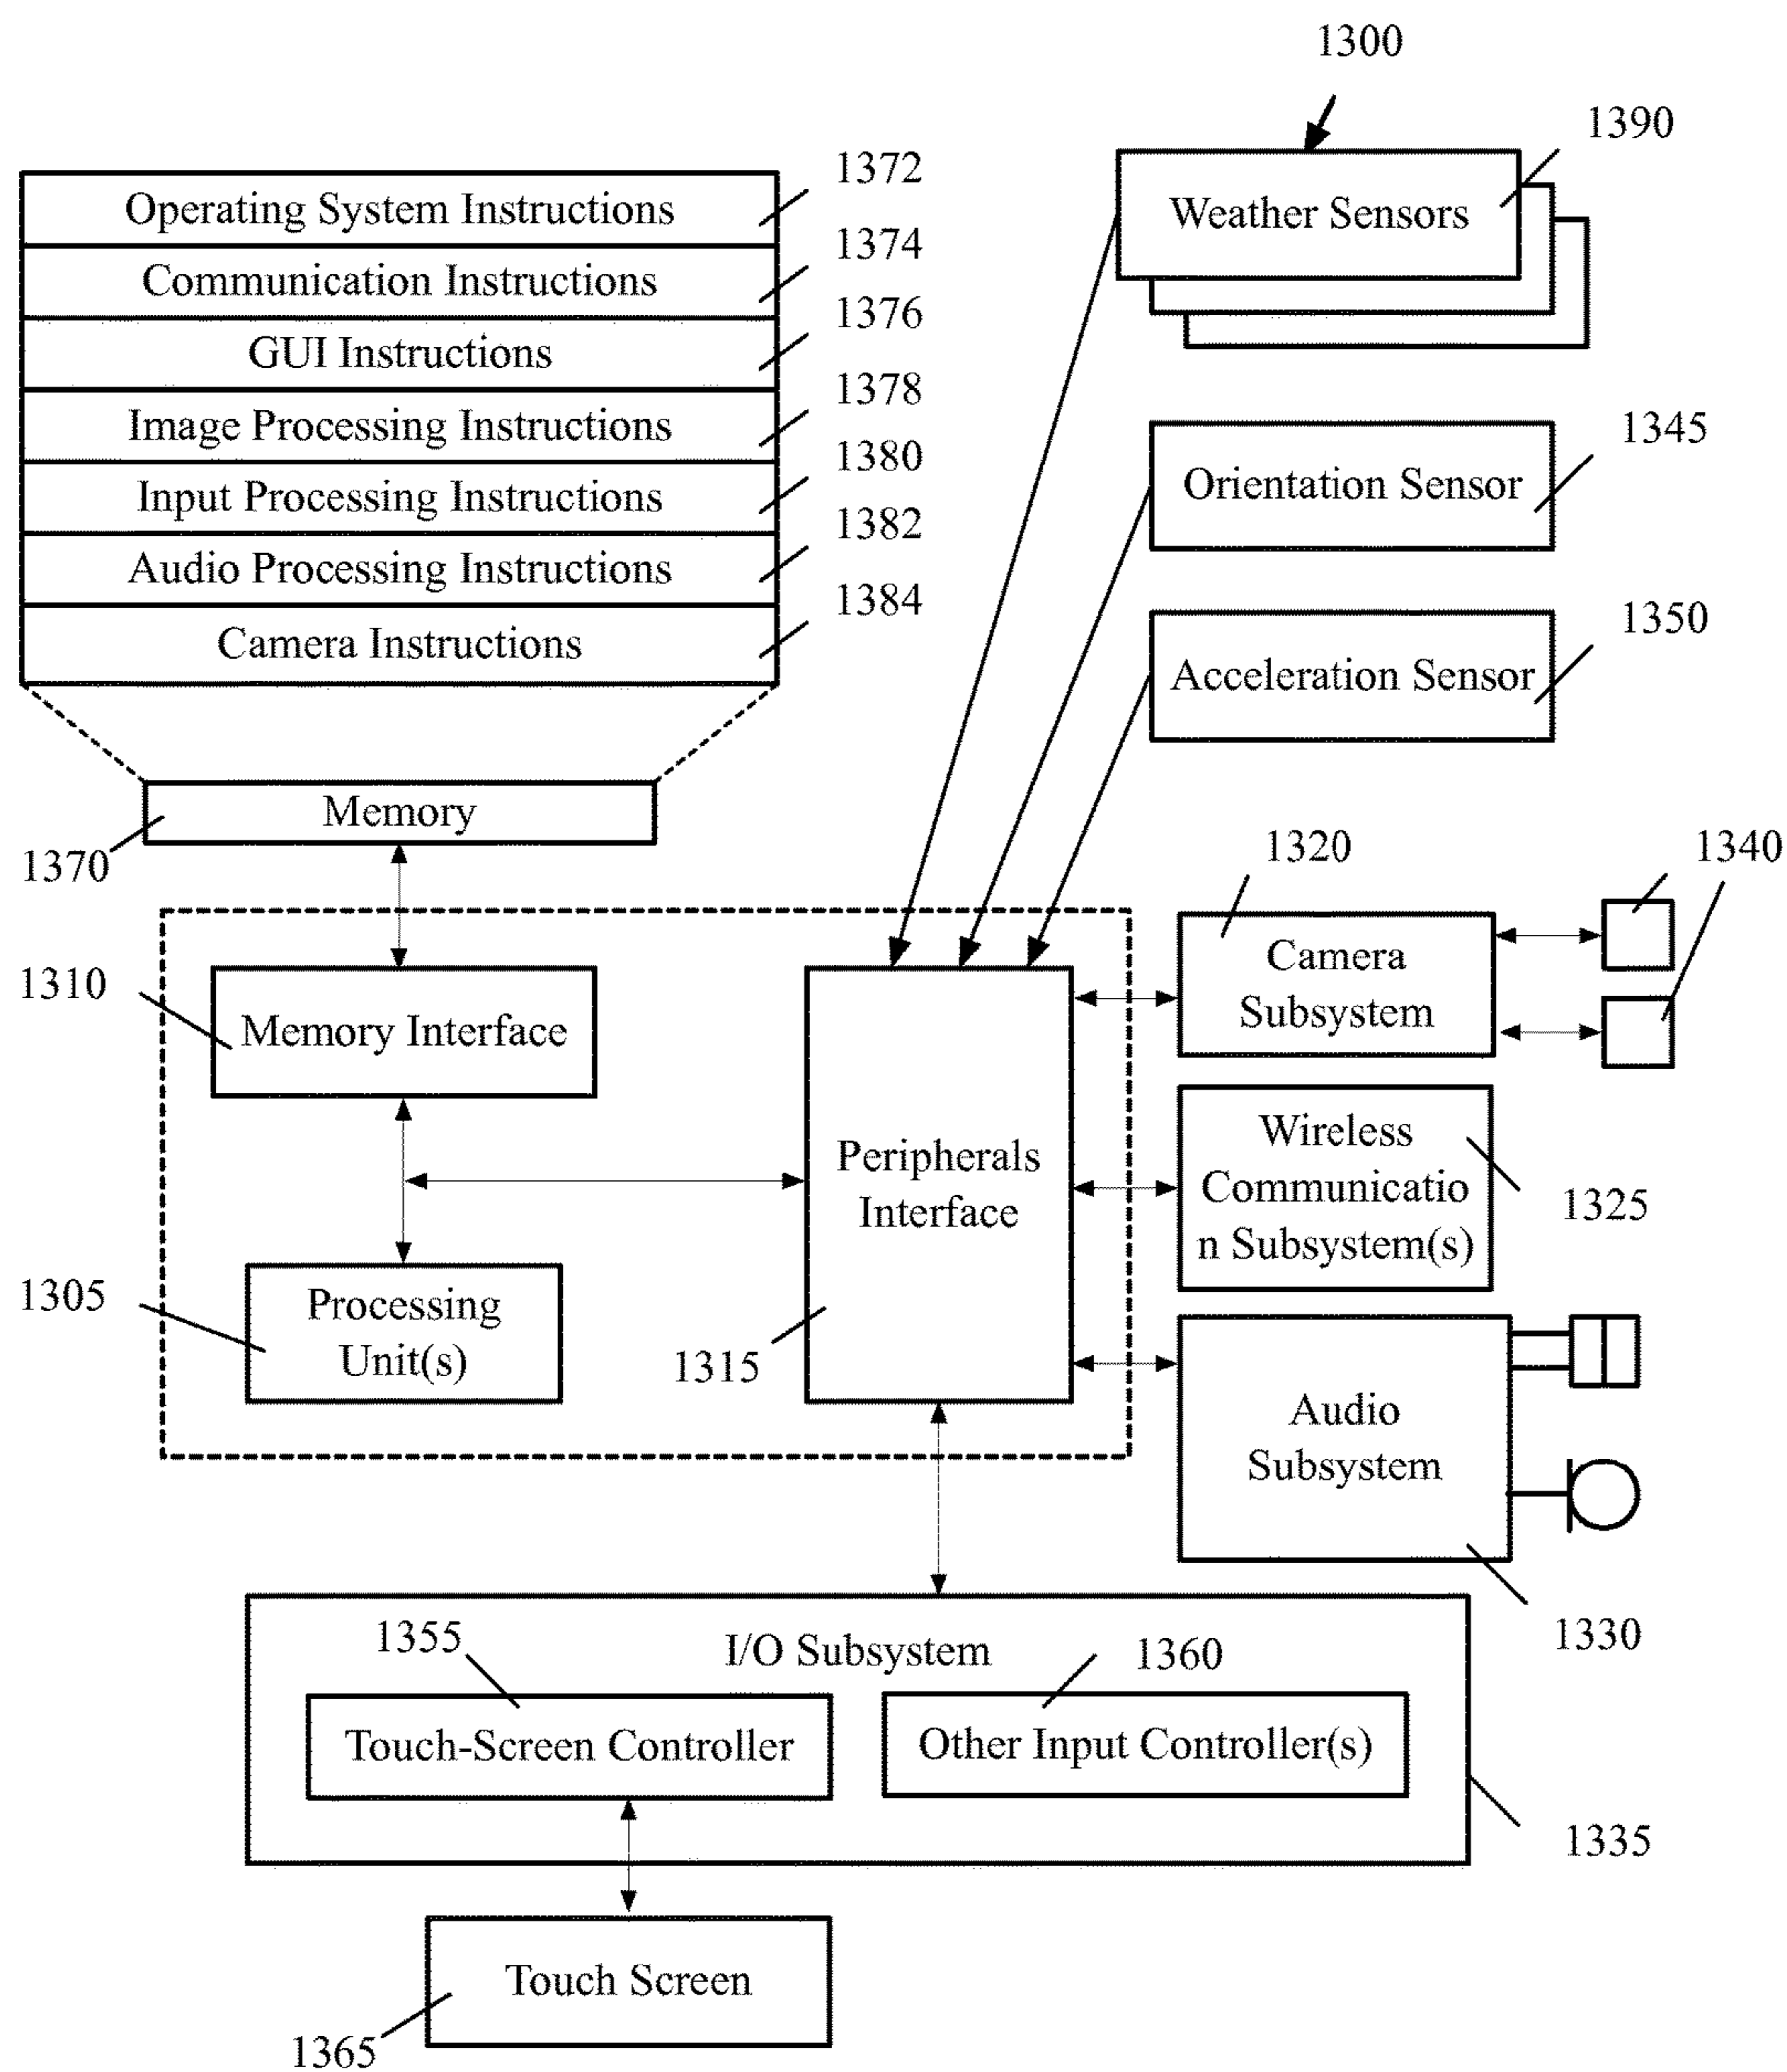 1300
1390
Weather Sensors
1372
Operating System Instructions
1374
Communication Instructions
1376
GUI Instructions
1378
Image Processing Instructions
1380
Input Processing Instructions
1382
Audio Processing Instructions
1384
Camera Instructions
1345
Orientation Sensor
1350
Acceleration Sensor
Memory
1370
1320
1340
Camera
Subsystem
1310
Memory Interface
Peripherals
Interface
1315
Wireless
Communicatio
n Subsystem(s)
1325
1305
Processing
Unit(s)
Audio
Subsystem
1330
I/O Subsystem
1355
1360
Touch-Screen Controller
Other Input Controller(s)
1335
Touch Screen
1365